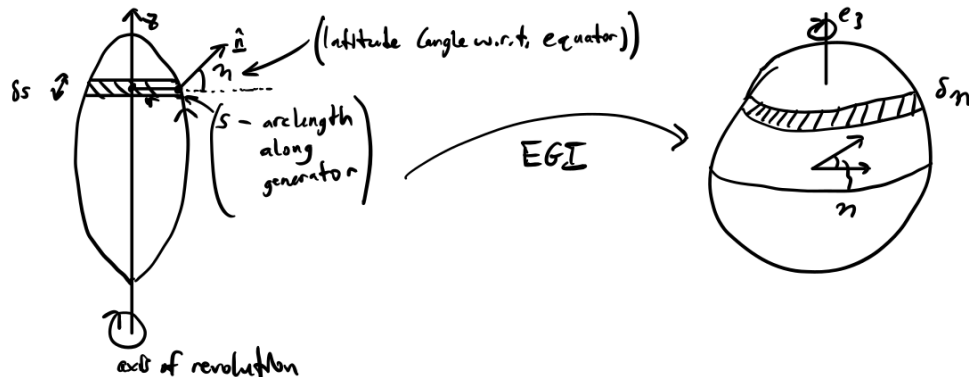 z
n̂
η
(latitude (angle w.r.t. equator))
δs
r
(s - arclength
along
generator)
EGI
axis of revolution
e3
δη
η